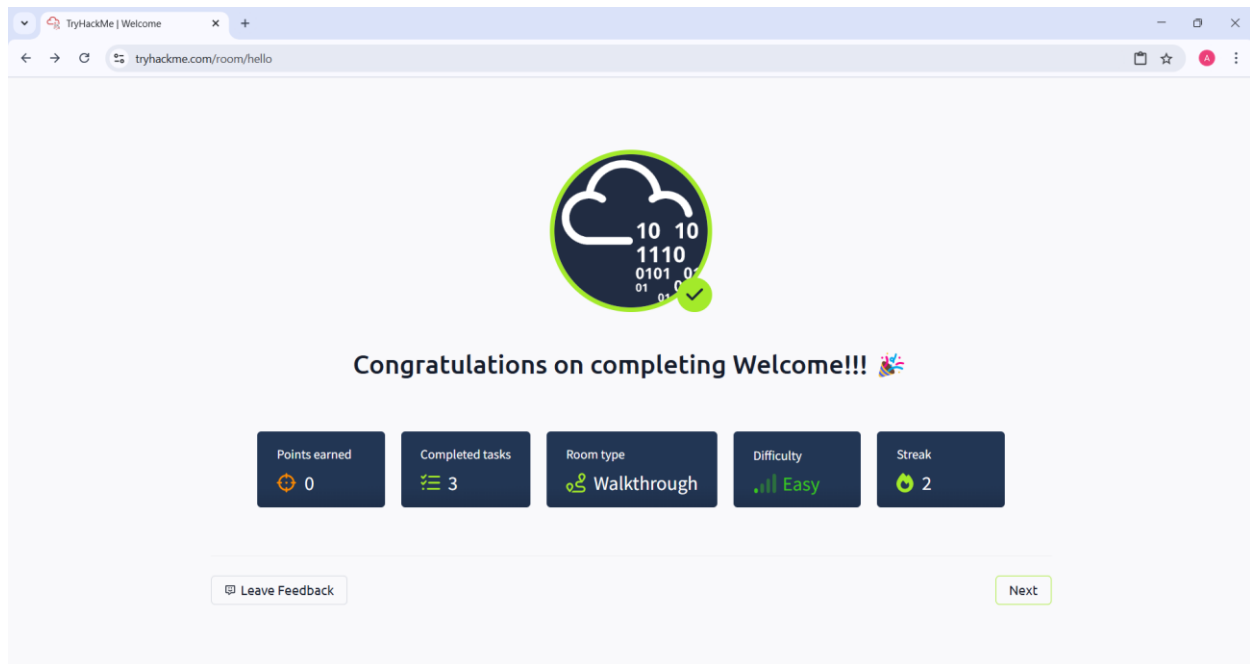 TryHackMe | Welcome
tryhackme.com/room/hello
A
10 10
1110
0101
01
01
Congratulations on completing Welcome!!! 🎉
Points earned
0
Completed tasks
3
Room type
Walkthrough
Difficulty
Easy
Streak
2
Leave Feedback
Next